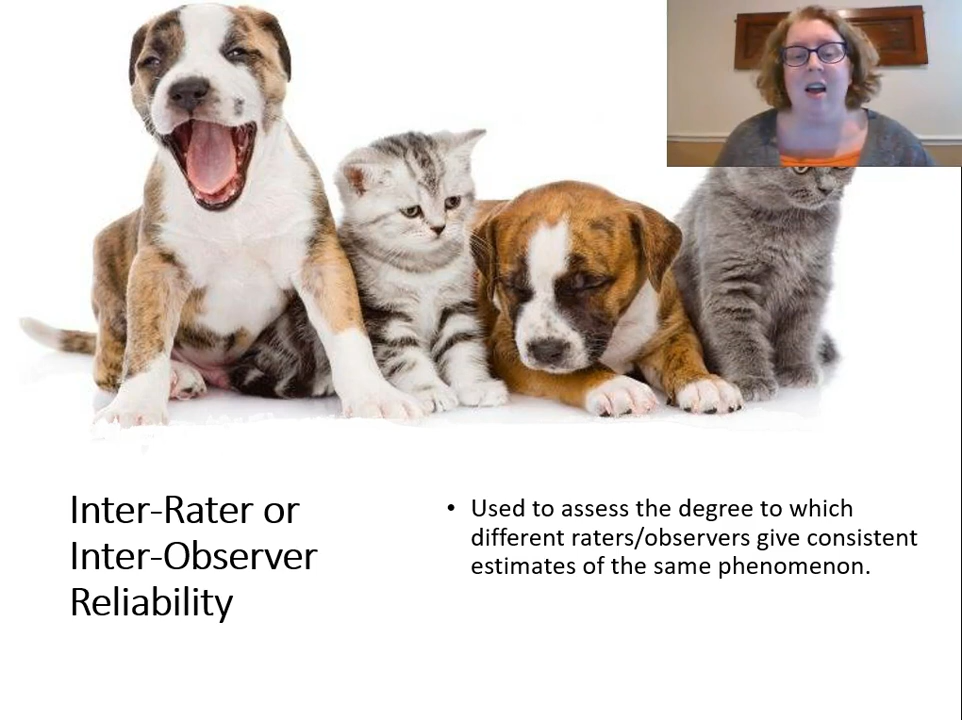 Inter-Rater or
Inter-Observer
Reliability
• Used to assess the degree to which
different raters/observers give consistent
estimates of the same phenomenon.